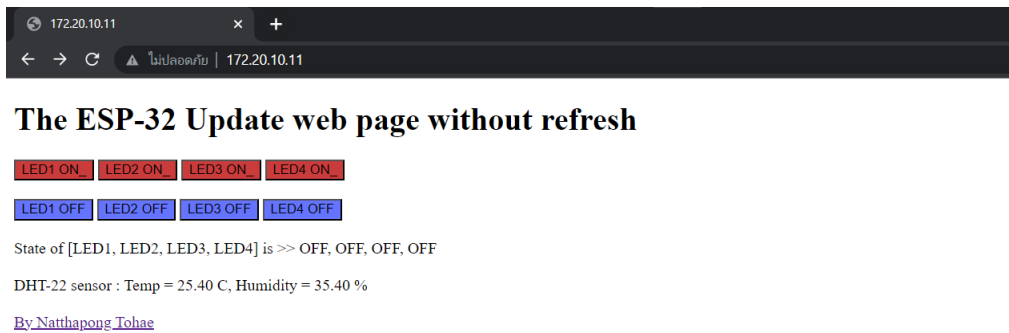 172.20.10.11
ไม่ปลอดภัย | 172.20.10.11
The ESP-32 Update web page without refresh
LED1 ON_ LED2 ON_ LED3 ON_ LED4 ON_
LED1 OFF LED2 OFF LED3 OFF LED4 OFF
State of [LED1, LED2, LED3, LED4] is >> OFF, OFF, OFF, OFF
DHT-22 sensor : Temp = 25.40 C, Humidity = 35.40 %
By Natthapong Tohae